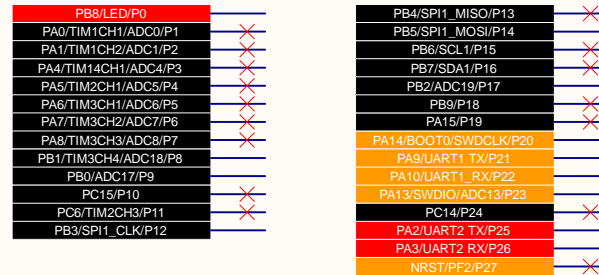 PB8/LED/P0
PA0/TIM1CH1/ADC0/P1
PA1/TIM1CH2/ADC1/P2
PA4/TIM14CH1/ADC4/P3
PA5/TIM2CH1/ADC5/P4
PA6/TIM3CH1/ADC6/P5
PA7/TIM3CH2/ADC7/P6
PA8/TIM3CH3/ADC8/P7
PB1/TIM3CH4/ADC18/P8
PB0/ADC17/P9
PC15/P10
PC6/TIM2CH3/P11
PB3/SPI1_CLK/P12
PB4/SPI1_MISO/P13
PB5/SPI1_MOSI/P14
PB6/SCL1/P15
PB7/SDA1/P16
PB2/ADC19/P17
PB9/P18
PA15/P19
PA14/BOOT0/SWDCLK/P20
PA9/UART1 TX/P21
PA10/UART1_RX/P22
PA13/SWDIO/ADC13/P23
PC14/P24
PA2/UART2 TX/P25
PA3/UART2 RX/P26
NRST/PF2/P27